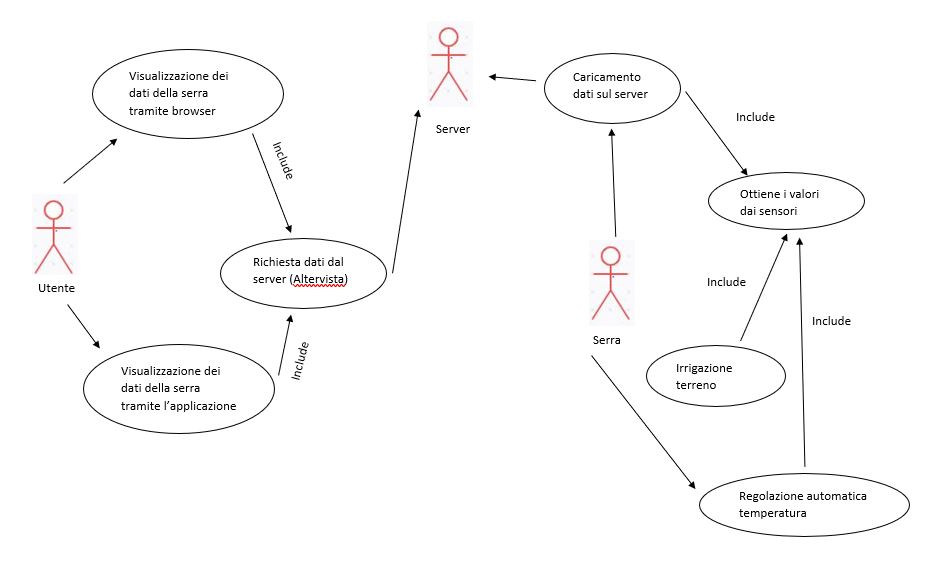 Visualizzazione dei
dati della serra
tramite browser
Include
Utente
Richiesta dati dal
server (Altervista)
Visualizzazione dei
dati della serra
tramite l'applicazione
Include
Server
Caricamento
dati sul server
Include
Ottiene i valori
dai sensori
Serra
Include
Include
Irrigazione
terreno
Regolazione automatica
temperatura